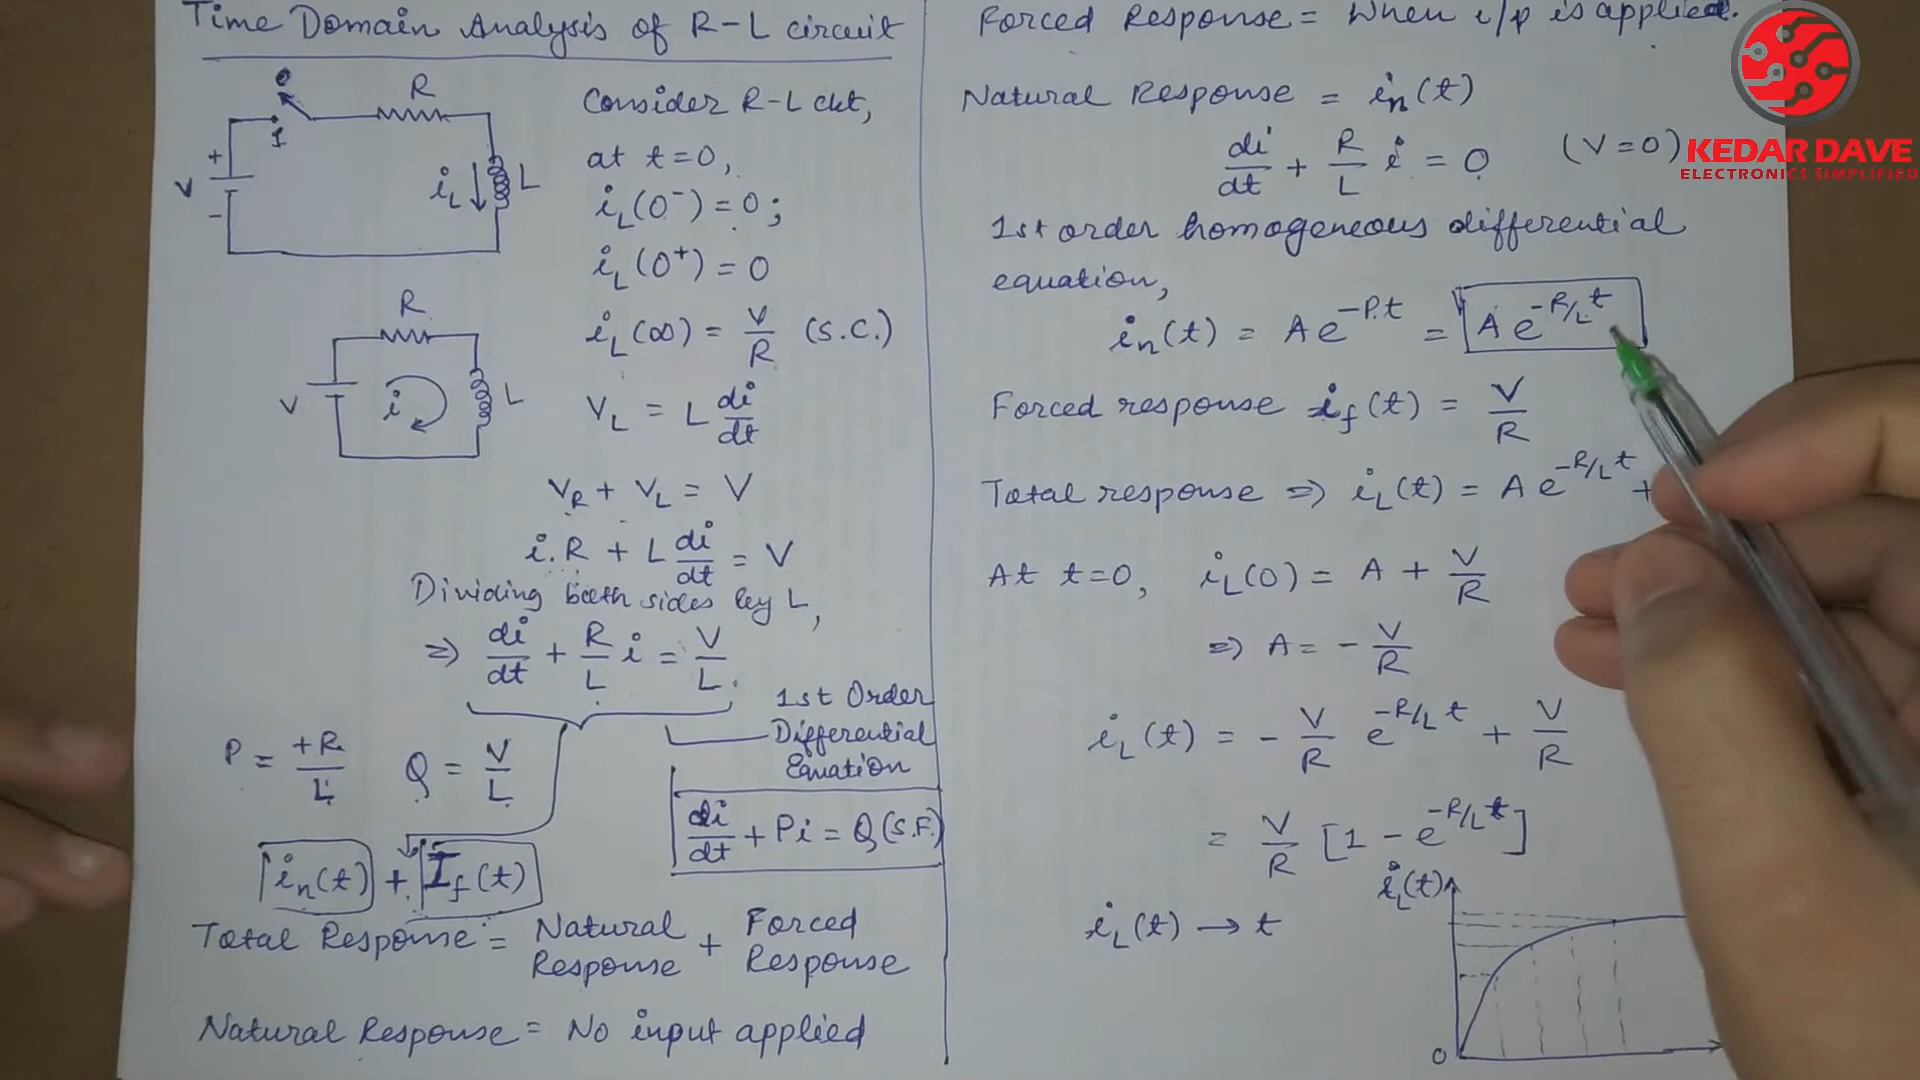 Time Domain Analysis of R-L circuit
0
1
R
+
V
-
i_L
L
Consider R-L ckt,
at t=0,
i_L(0⁻) = 0;
i_L(0⁺) = 0
i_L(∞) = V/R (S.C.)
R
V
i
L
V_L = L di/dt
V_R + V_L = V
i.R + L di/dt = V
Dividing both sides by L,
⇒ di/dt + R/L i = V/L.
1st Order
Differential
Equation
P = +R/L Q = V/L
di/dt + Pi = Q (S.F.)
i_n(t) + I_f(t)
Total Response = Natural Response + Forced Response
Natural Response = No input applied
Forced Response = When i/p is applied.
Natural Response = i_n(t)
di/dt + R/L i = 0 (V=0)
1st order homogeneous differential
equation,
i_n(t) = A e^-P.t = A e^-R/L t
Forced response i_f(t) = V/R
Total response ⇒ i_L(t) = A e^-R/L t +
At t=0, i_L(0) = A + V/R
⇒ A = - V/R
i_L(t) = - V/R e^-R/L t + V/R
= V/R [1 - e^-R/L t]
i_L(t) → t
i_L(t)
0
KEDAR DAVE
ELECTRONICS SIMPLIFIED